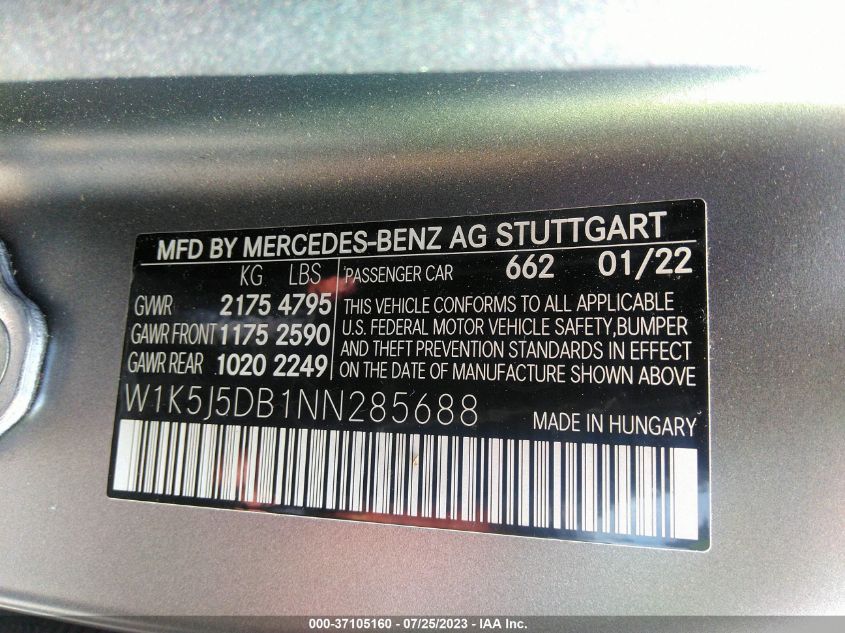 MFD BY MERCEDES-BENZ AG STUTTGART
KG LBS
GVWR 2175 4795
GAWR FRONT 1175 2590
GAWR REAR 1020 2249
PASSENGER CAR 662 01/22
THIS VEHICLE CONFORMS TO ALL APPLICABLE
U.S. FEDERAL MOTOR VEHICLE SAFETY, BUMPER
AND THEFT PREVENTION STANDARDS IN EFFECT
ON THE DATE OF MANUFACTURE SHOWN ABOVE
W1K5J5DB1NN285688
MADE IN HUNGARY
000-37105160 - 07/25/2023 - IAA Inc.